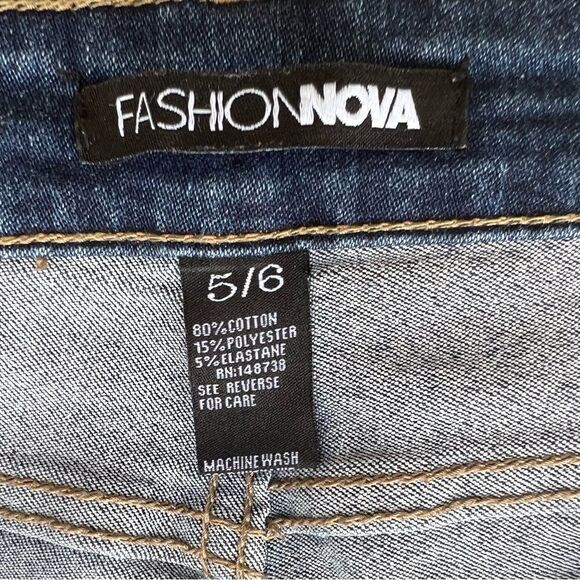 FASHIONNOVA
5/6
80%COTTON
15%POLYESTER
5%ELASTANE
RN:148738
SEE REVERSE
FOR CARE
MACHINE WASH